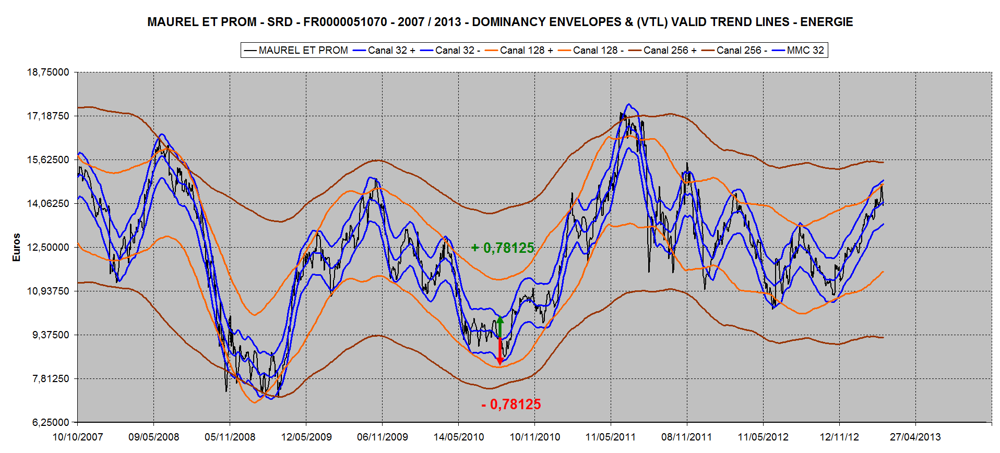 MAUREL ET PROM - SRD - FR0000051070 - 2007 / 2013 - DOMINANCY ENVELOPES & (VTL) VALID TREND LINES - ENERGIE
MAUREL ET PROM Canal 32 + Canal 32 - Canal 128 + Canal 128 - Canal 256 + Canal 256 - MMC 32
18,75000
17,18750
15,62500
14,06250
12,50000
10,93750
9,37500
7,81250
6,25000
Euros
+ 0,78125
- 0,78125
10/10/2007 09/05/2008 05/11/2008 12/05/2009 06/11/2009 14/05/2010 10/11/2010 11/05/2011 08/11/2011 11/05/2012 12/11/12 27/04/2013